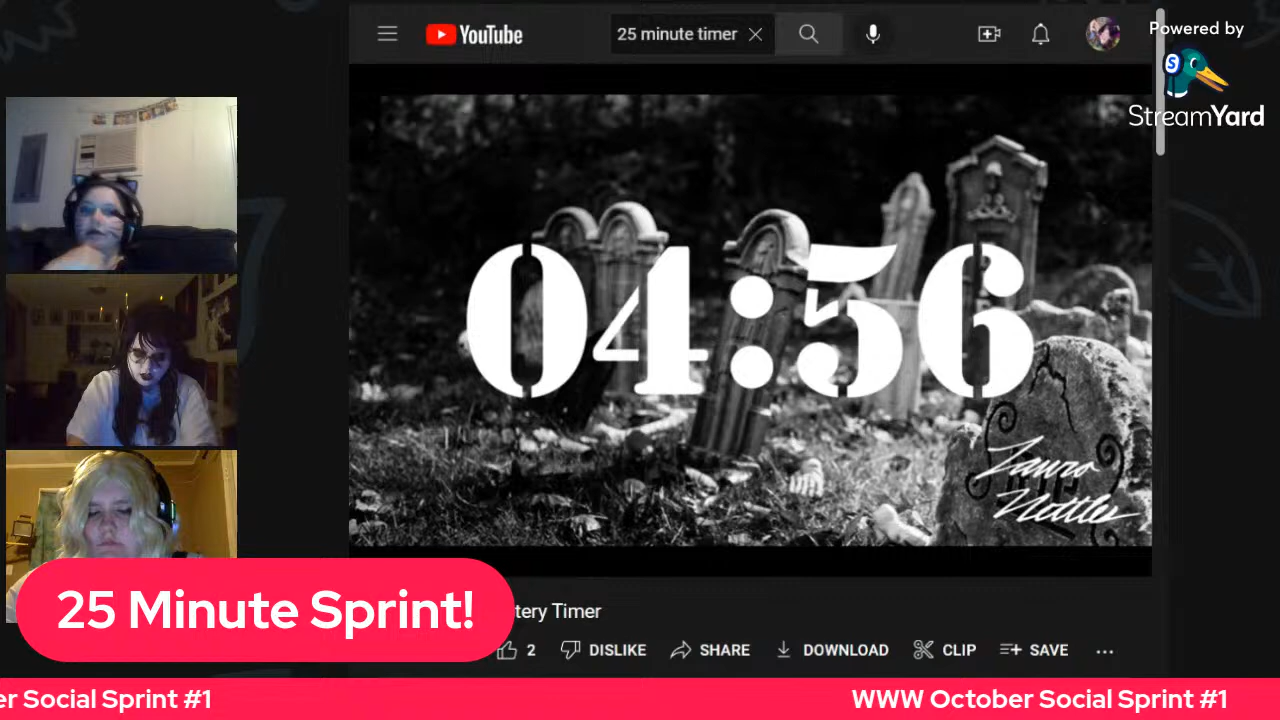 YouTube
25 minute timer
Powered by
S
StreamYard
04:56
25 Minute Sprint!
tery Timer
2
DISLIKE
SHARE
DOWNLOAD
CLIP
SAVE
er Social Sprint #1
WWW October Social Sprint #1